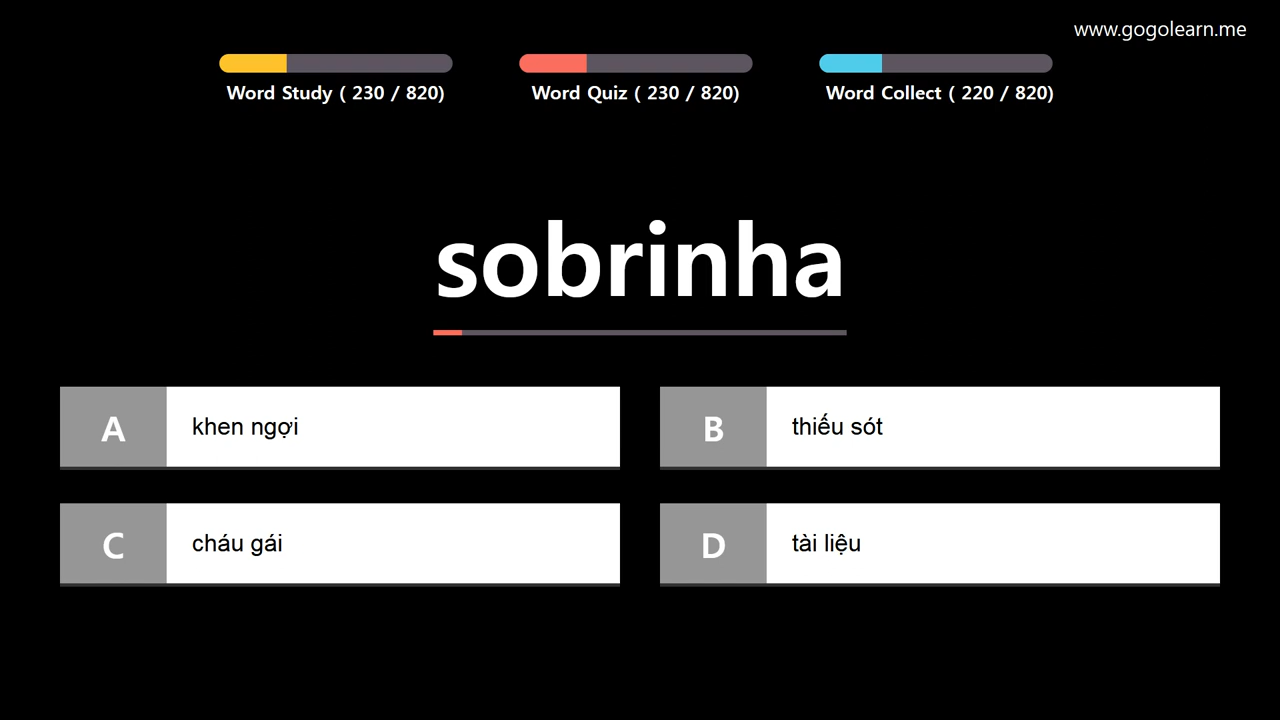 www.gogolearn.me
Word Study ( 230 / 820)
Word Quiz ( 230 / 820)
Word Collect ( 220 / 820)
sobrinha
A khen ngợi
B thiếu sót
C cháu gái
D tài liệu